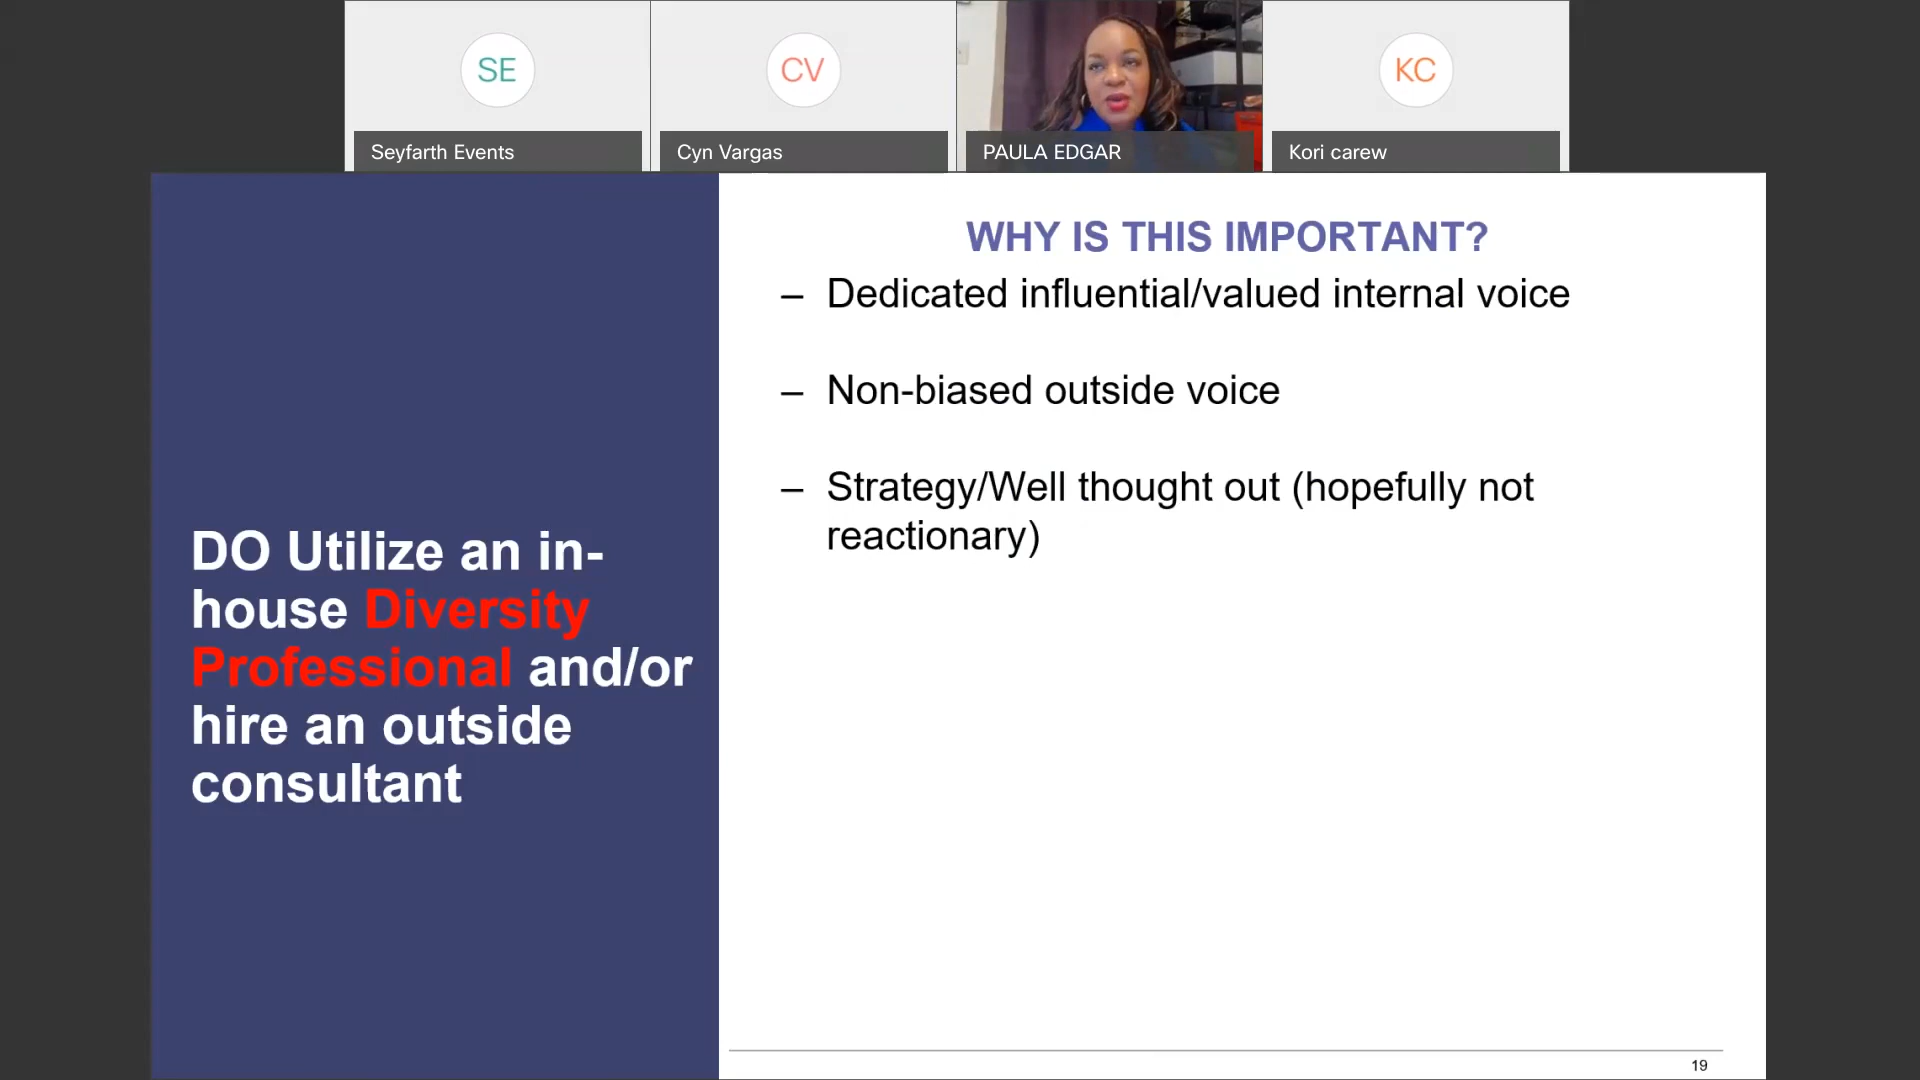 SE
CV
KC
Seyfarth Events
Cyn Vargas
PAULA EDGAR
Kori carew
DO Utilize an in-
house Diversity
Professional and/or
hire an outside
consultant
WHY IS THIS IMPORTANT?
– Dedicated influential/valued internal voice
– Non-biased outside voice
– Strategy/Well thought out (hopefully not
reactionary)
19